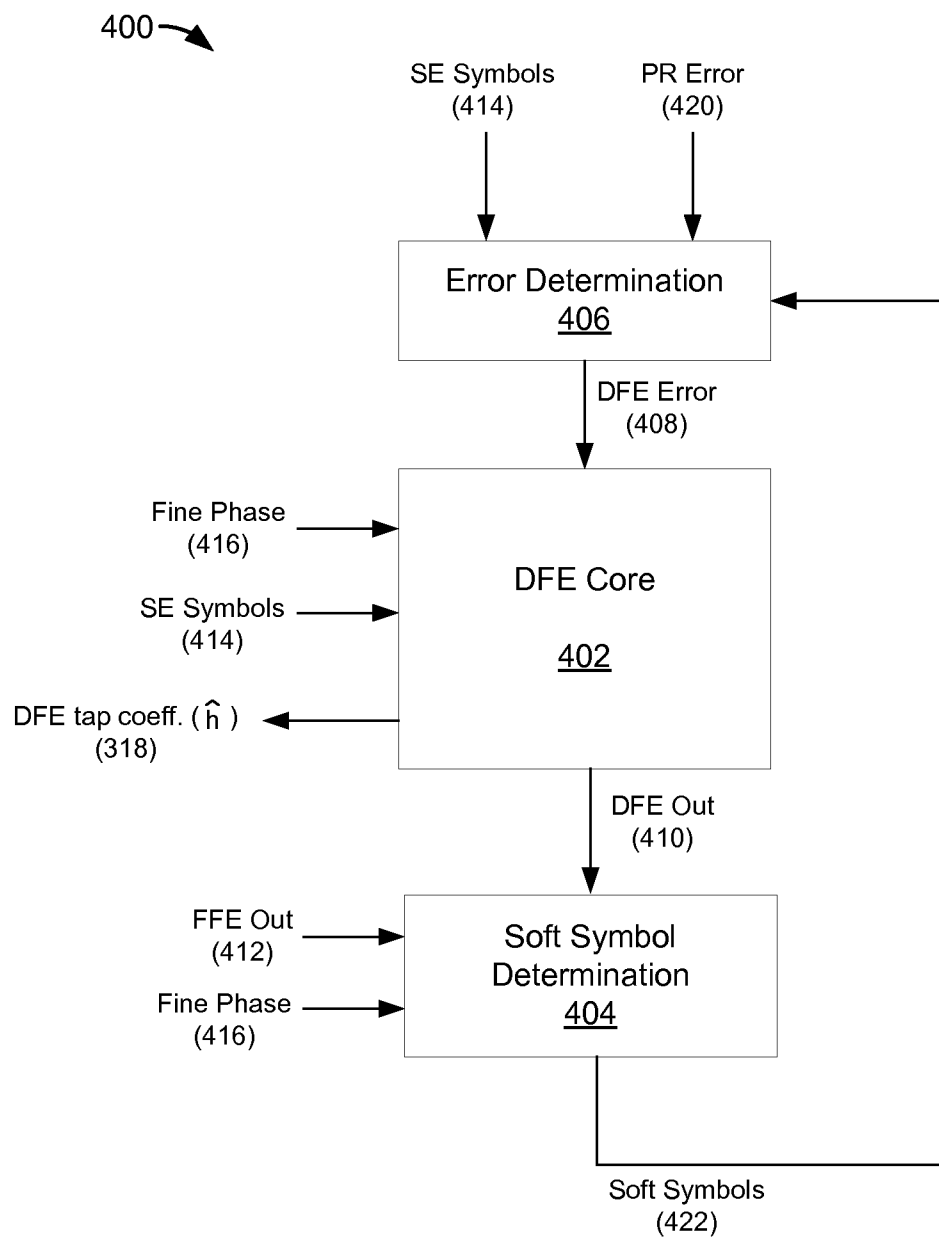 400
SE Symbols
(414)
PR Error
(420)
Error Determination
406
DFE Error
(408)
Fine Phase
(416)
DFE Core
SE Symbols
(414)
402
DFE tap coeff. (ĥ)
(318)
DFE Out
(410)
FFE Out
(412)
Soft Symbol
Determination
Fine Phase
(416)
404
Soft Symbols
(422)